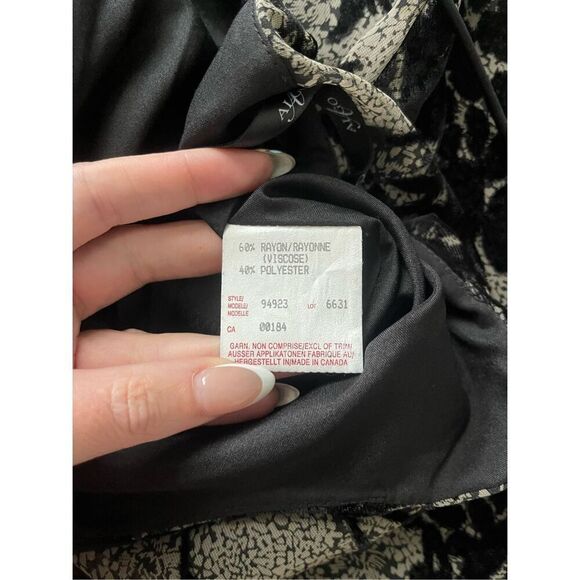 60% RAYON/RAYONNE
(VISCOSE)
40% POLYESTER
STYLE/
MODELE/ 94923 LOT 6631
MODELLE
CA 00184
GARN. NON COMPRISE/EXCL OF TRIM
AUSSER APPLIKATONEN FABRIQUE AU/
HERGESTELLT IN/MADE IN CANADA